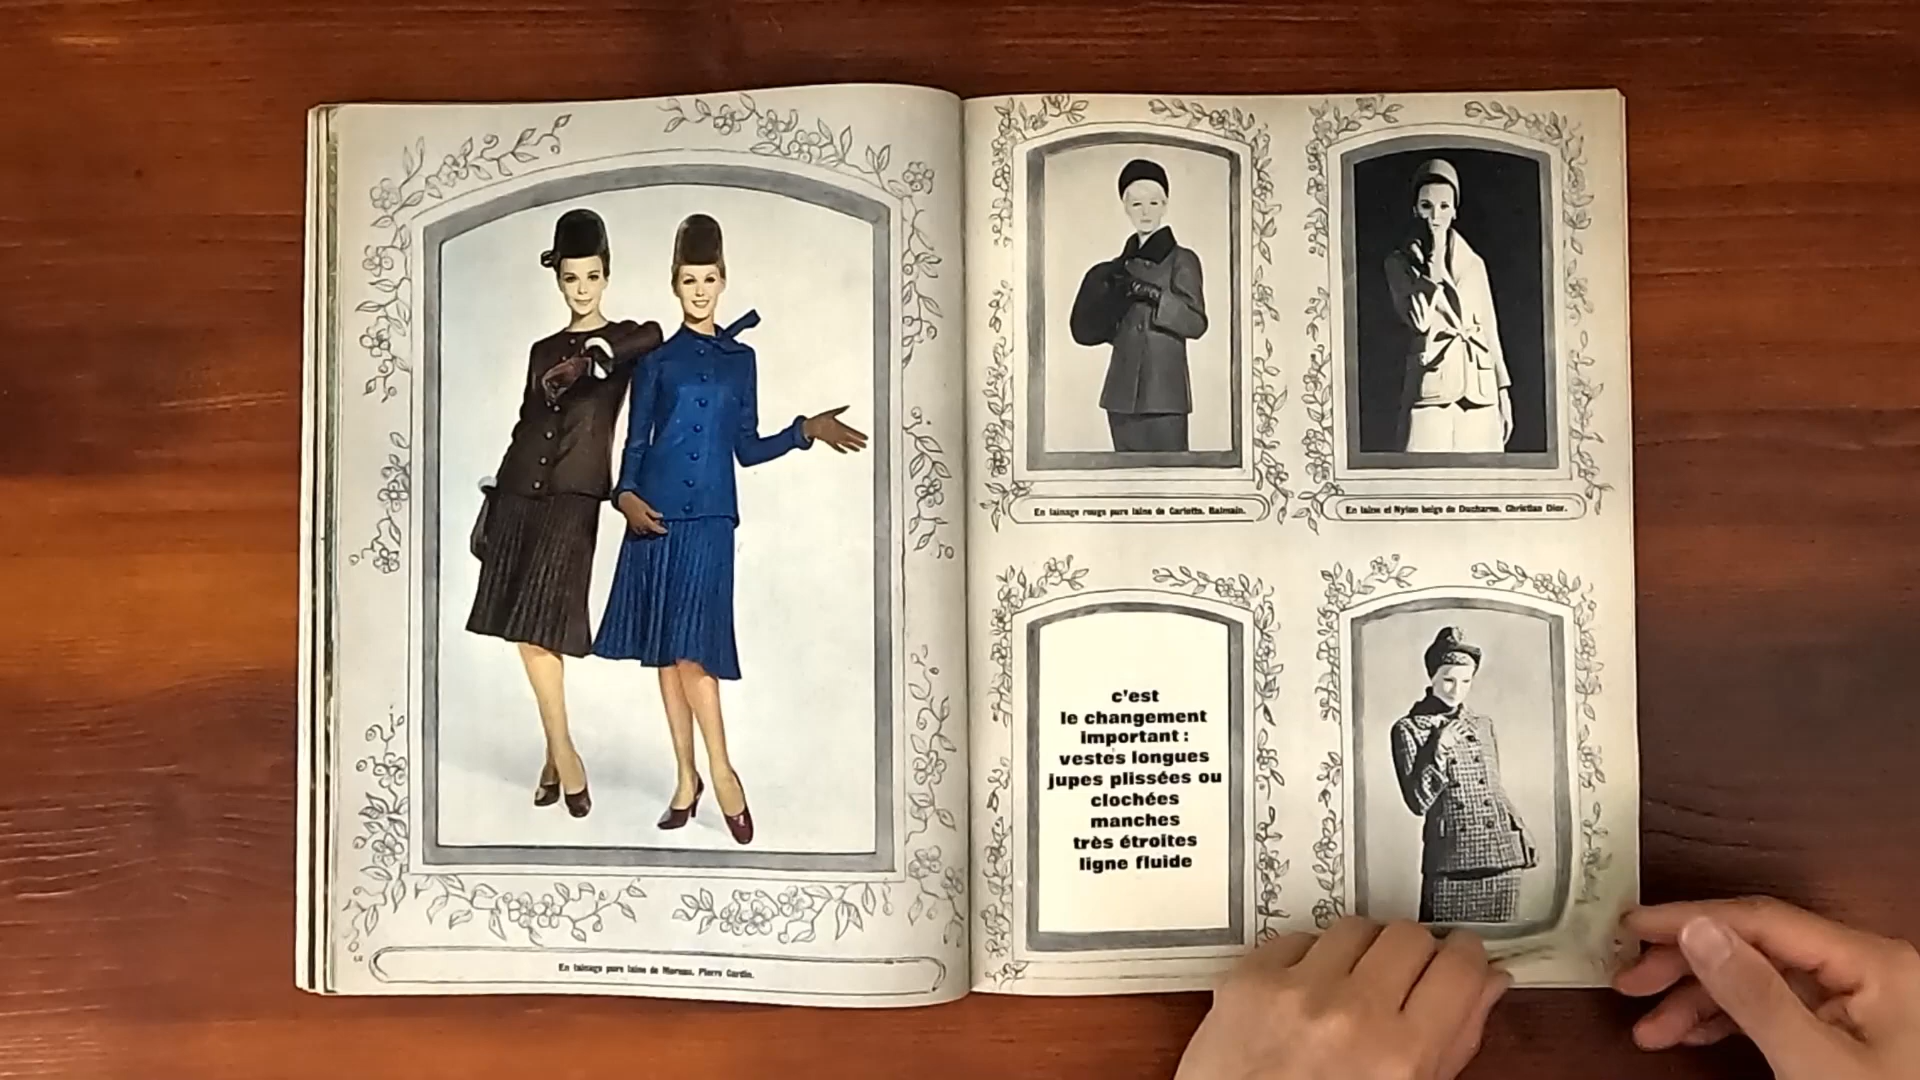 En lainage pure laine de Moreau. Pierre Cardin.
En lainage rouge pure laine de Carlotta. Balmain.
En laine et Nylon beige de Ducharne. Christian Dior.
c'est
le changement
important :
vestes longues
jupes plissées ou
clochées
manches
très étroites
ligne fluide